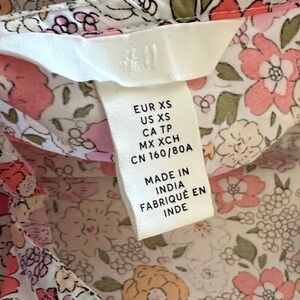 EUR XS
US XS
CA TP
MX XCH
CN 160/80A
MADE IN
INDIA
FABRIQUÉ EN
INDE